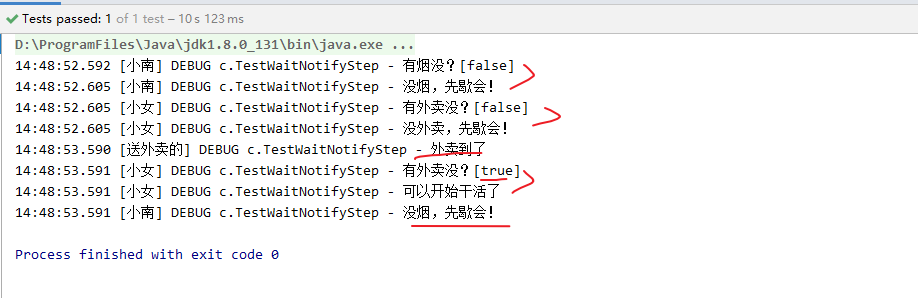 Tests passed: 1 of 1 test – 10 s 123 ms
D:\ProgramFiles\Java\jdk1.8.0_131\bin\java.exe ...
14:48:52.592 [小南] DEBUG c.TestWaitNotifyStep - 有烟没？[false]
14:48:52.605 [小南] DEBUG c.TestWaitNotifyStep - 没烟，先歇会！
14:48:52.605 [小女] DEBUG c.TestWaitNotifyStep - 有外卖没？[false]
14:48:52.605 [小女] DEBUG c.TestWaitNotifyStep - 没外卖，先歇会！
14:48:53.590 [送外卖的] DEBUG c.TestWaitNotifyStep - 外卖到了
14:48:53.591 [小女] DEBUG c.TestWaitNotifyStep - 有外卖没？[true]
14:48:53.591 [小女] DEBUG c.TestWaitNotifyStep - 可以开始干活了
14:48:53.591 [小南] DEBUG c.TestWaitNotifyStep - 没烟，先歇会！
Process finished with exit code 0